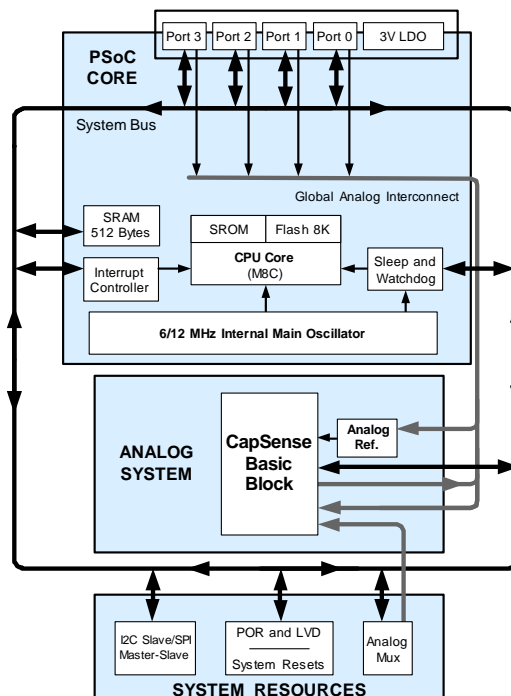 Port 3 Port 2 Port 1 Port 0 3V LDO
PSoC
CORE
System Bus
Global Analog Interconnect
SRAM
512 Bytes
SROM Flash 8K
CPU Core
(M8C)
Interrupt
Controller
Sleep and
Watchdog
6/12 MHz Internal Main Oscillator
ANALOG
SYSTEM
CapSense
Basic
Block
Analog
Ref.
I2C Slave/SPI
Master-Slave
POR and LVD
System Resets
Analog
Mux
SYSTEM RESOURCES